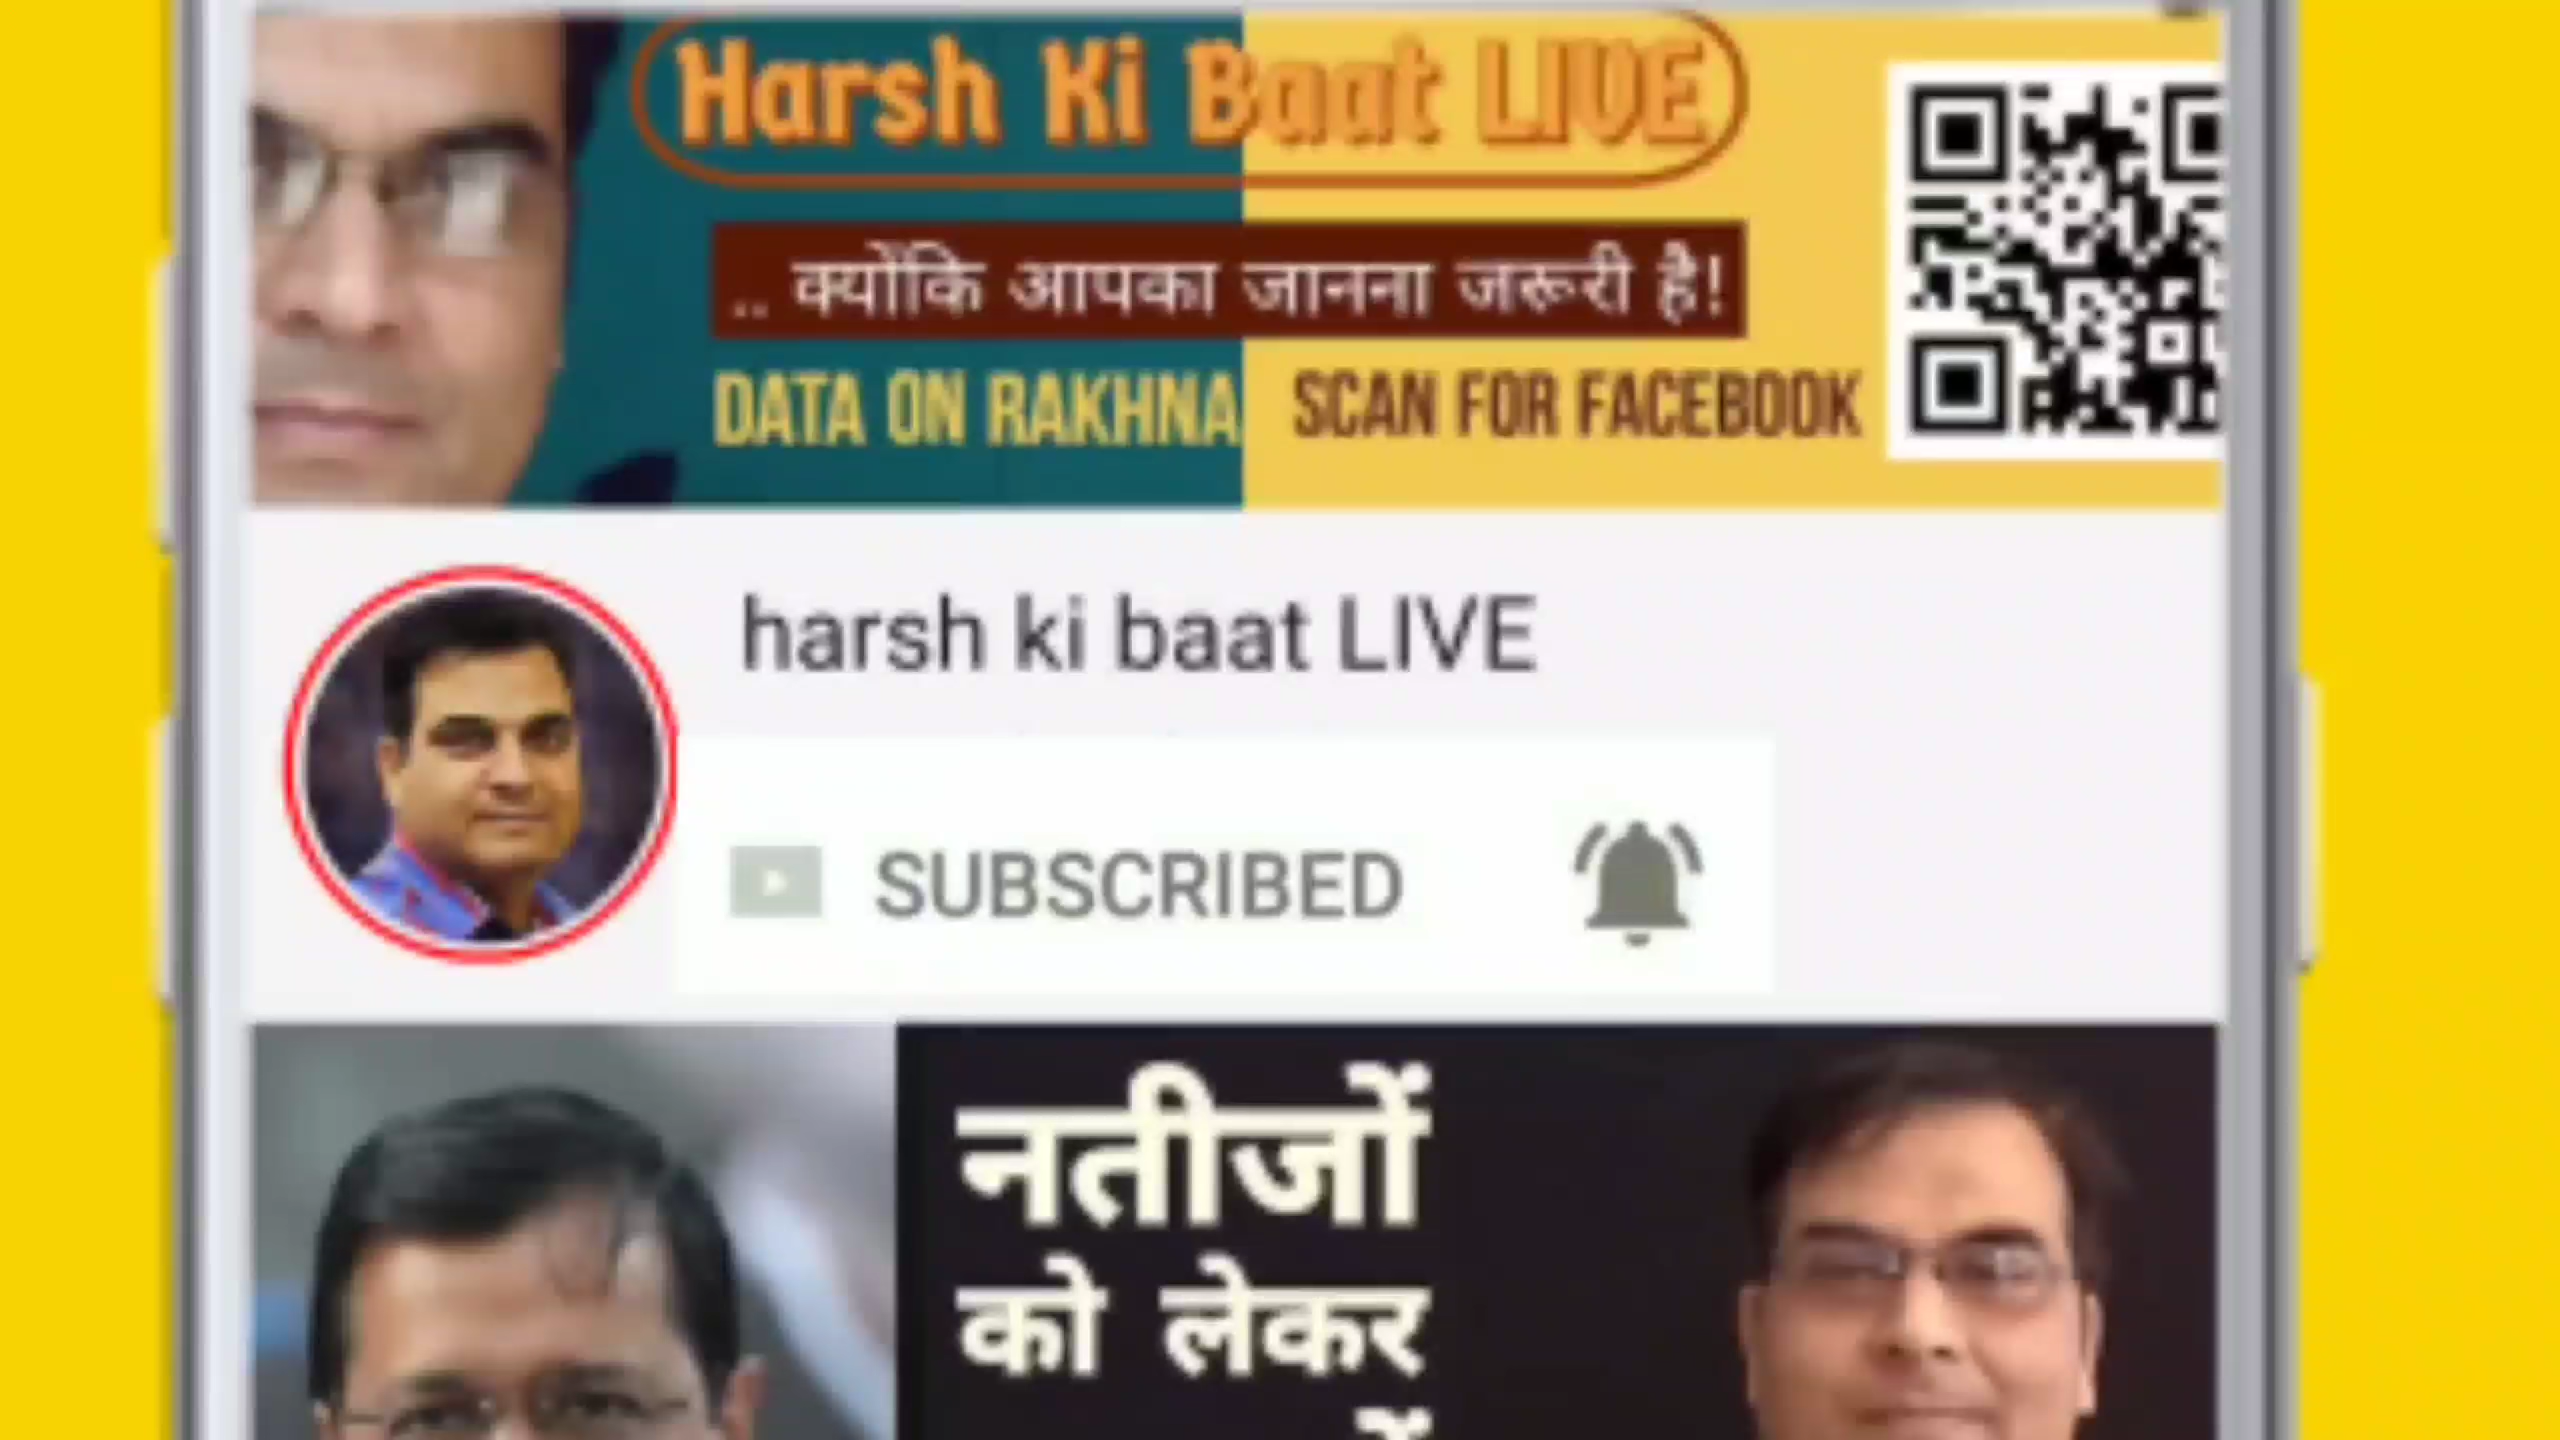 Harsh Ki Baat LIVE
.. क्योंकि आपका जानना जरूरी है!
DATA ON RAKHNA SCAN FOR FACEBOOK
harsh ki baat LIVE
SUBSCRIBED
नतीजों
को लेकर